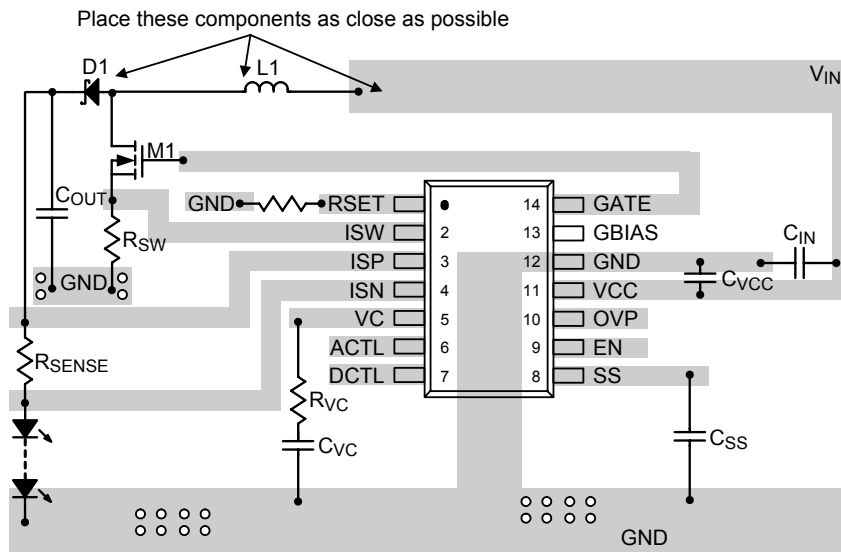 Place these components as close as possible
D1
L1
VIN
M1
COUT
GND
RSET
14
GATE
RSW
ISW
2
13
GBIAS
CIN
ISP
3
12
GND
GND
CVCC
ISN
4
11
VCC
VC
5
10
OVP
ACTL
6
9
EN
RSENSE
DCTL
7
8
SS
RVC
CVC
CSS
GND